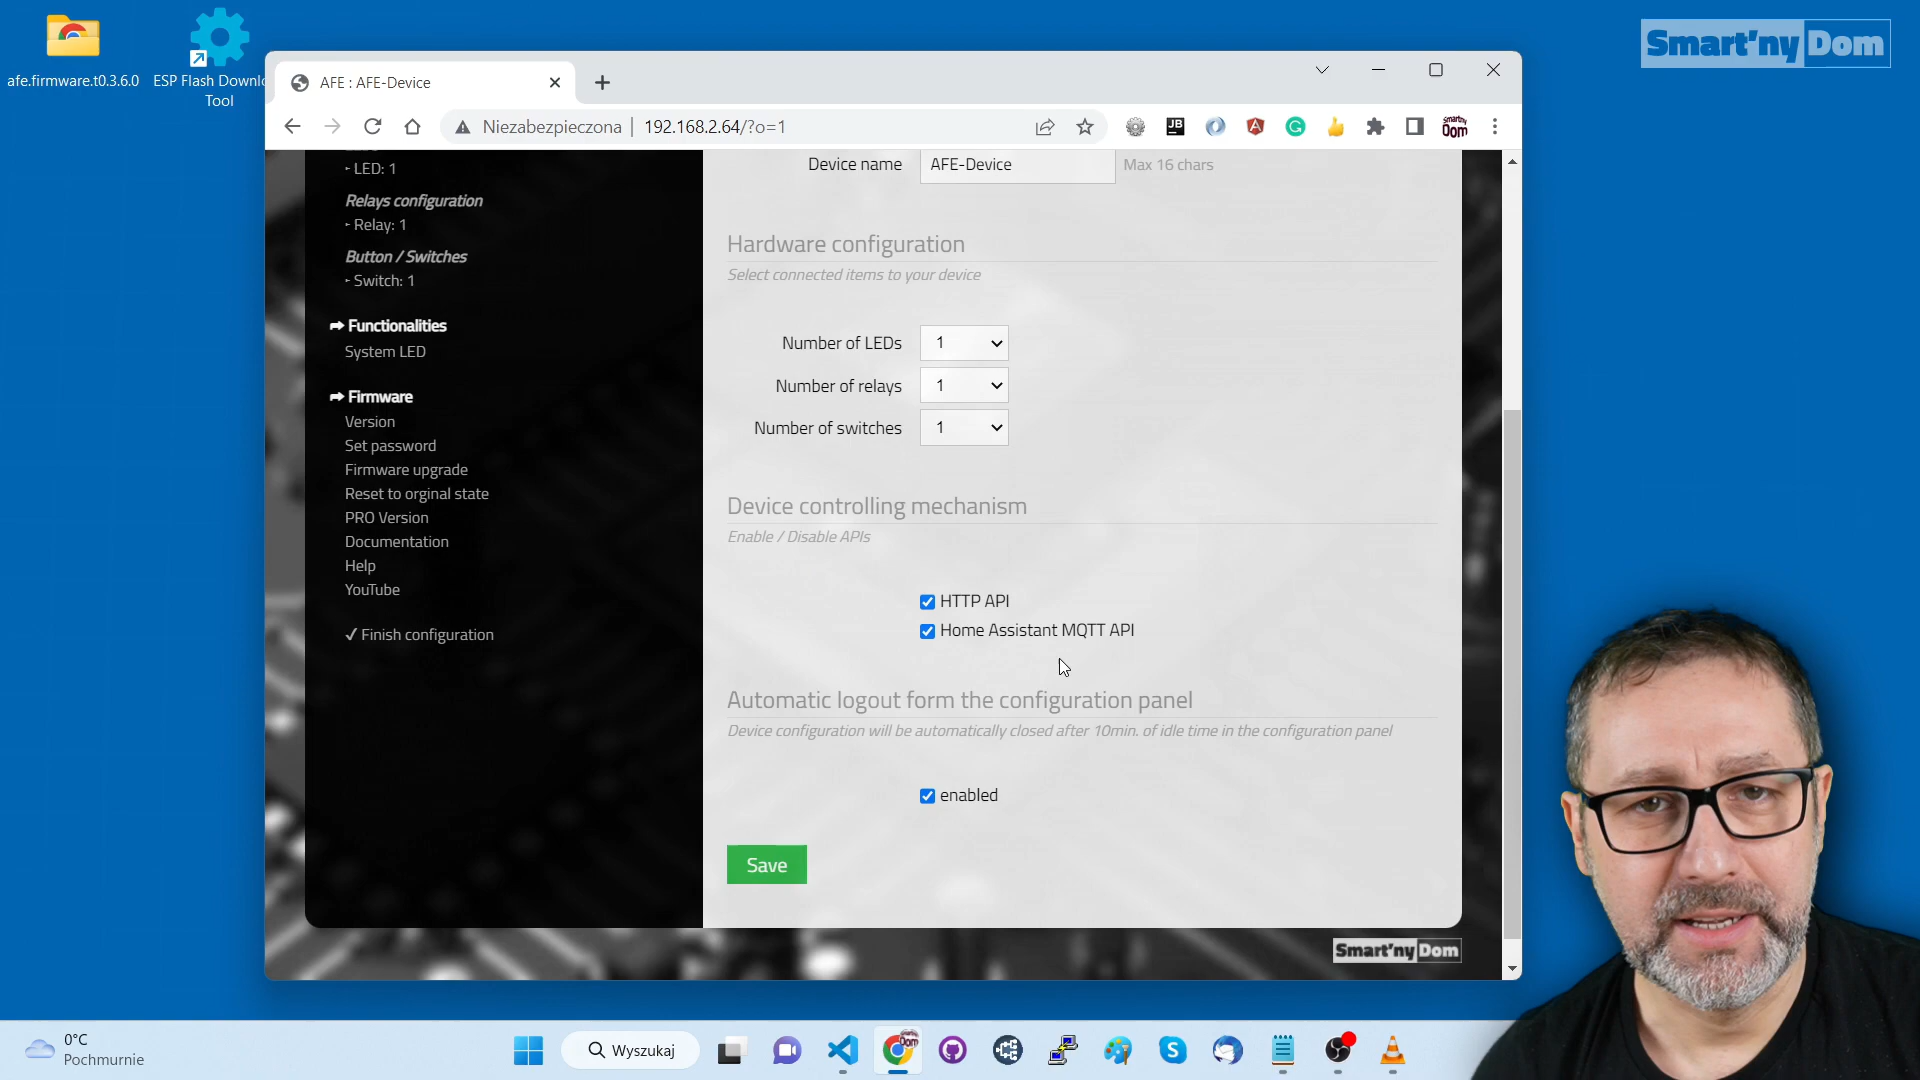 afe.firmware.t0.3.6.0
ESP Flash Downlo
Tool
Smart'ny Dom
AFE : AFE-Device
Niezabezpieczona
192.168.2.64/?o=1
JB
Smart'ny Dom
‣ LED: 1
Relays configuration
‣ Relay: 1
Button / Switches
‣ Switch: 1
Functionalities
System LED
Firmware
Version
Set password
Firmware upgrade
Reset to orginal state
PRO Version
Documentation
Help
YouTube
✓ Finish configuration
Device name
AFE-Device
Max 16 chars
Hardware configuration
Select connected items to your device
Number of LEDs
1
Number of relays
1
Number of switches
1
Device controlling mechanism
Enable / Disable APIs
HTTP API
Home Assistant MQTT API
Automatic logout form the configuration panel
Device configuration will be automatically closed after 10min. of idle time in the configuration panel
enabled
Save
Smart'ny Dom
0°C
Pochmurnie
Wyszukaj